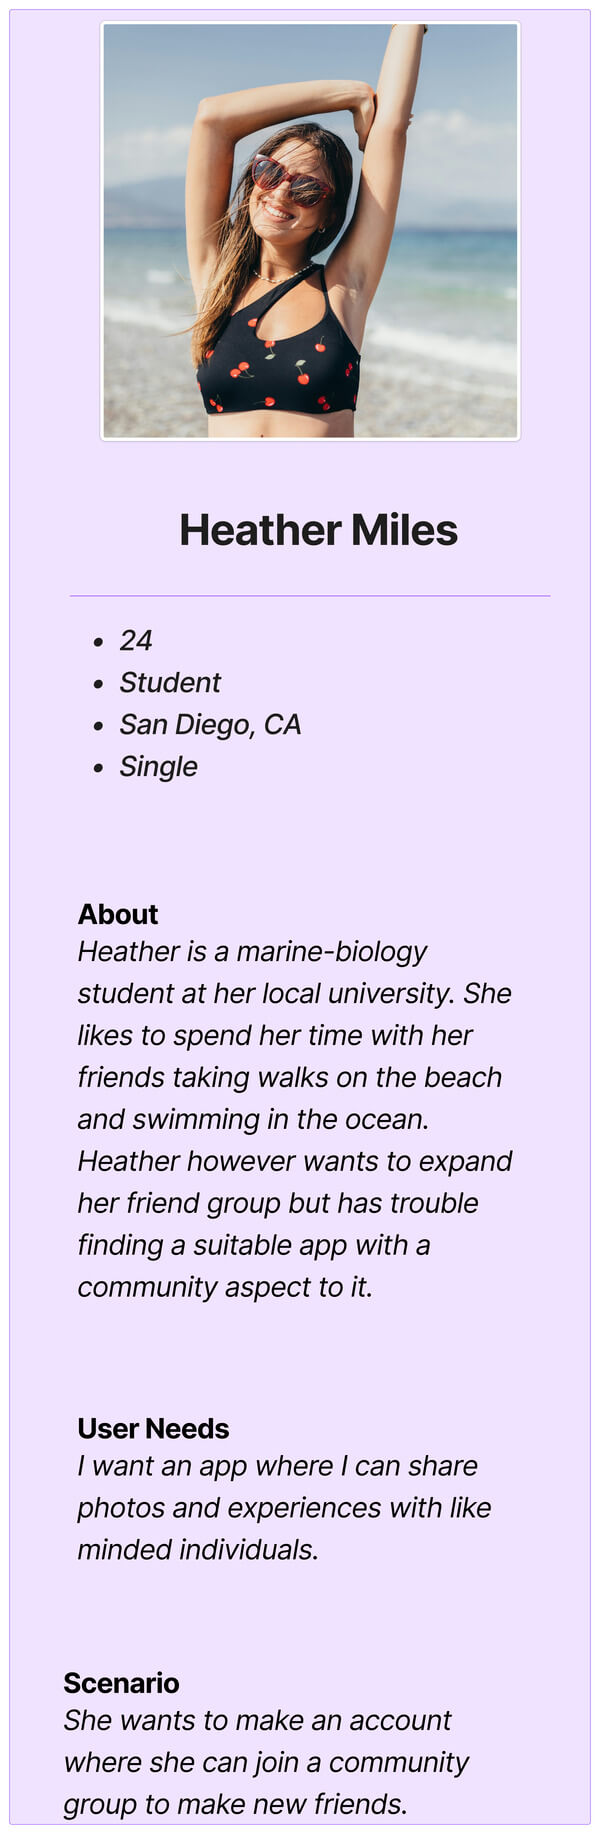 Heather Miles
• 24
• Student
• San Diego, CA
• Single
About
Heather is a marine-biology
student at her local university. She
likes to spend her time with her
friends taking walks on the beach
and swimming in the ocean.
Heather however wants to expand
her friend group but has trouble
finding a suitable app with a
community aspect to it.
User Needs
I want an app where I can share
photos and experiences with like
minded individuals.
Scenario
She wants to make an account
where she can join a community
group to make new friends.